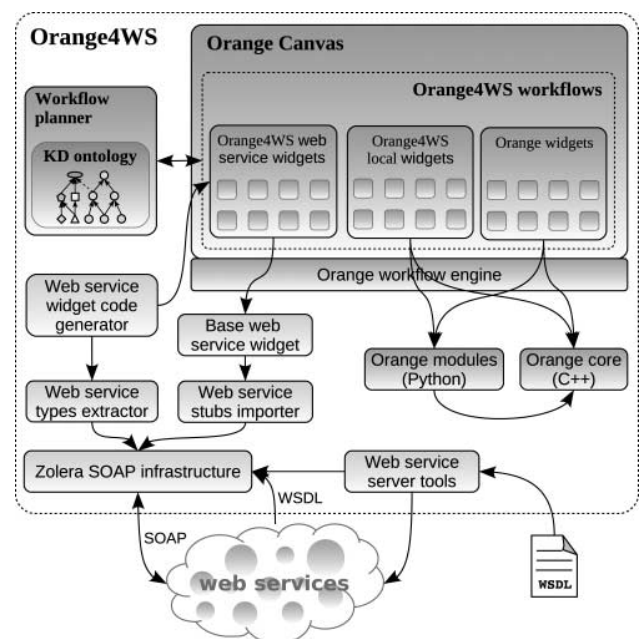 Orange4WS
Orange Canvas
Workflow
planner
Orange4WS workflows
KD ontology
Orange4WS web
service widgets
Orange4WS
local widgets
Orange widgets
Orange workflow engine
Web service
widget code
generator
Base web
service widget
Orange modules
(Python)
Orange core
(C++)
Web service
types extractor
Web service
stubs importer
Zolera SOAP infrastructure
Web service
server tools
WSDL
SOAP
web services
WSDL